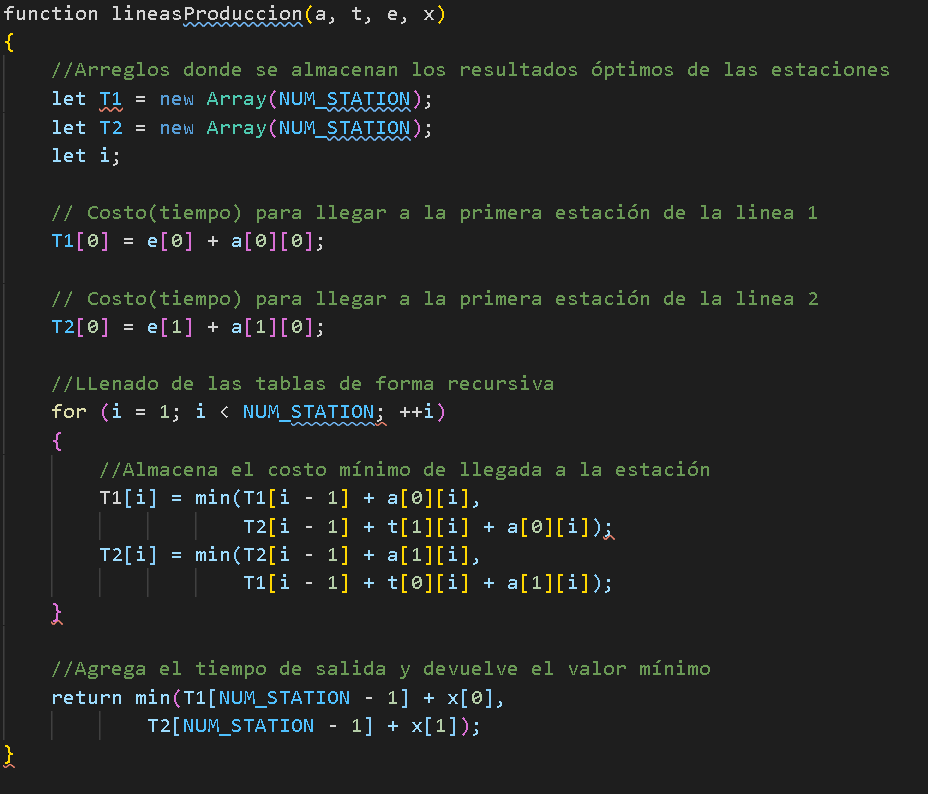 function lineasProduccion(a, t, e, x)
{
    //Arreglos donde se almacenan los resultados óptimos de las estaciones
    let T1 = new Array(NUM_STATION);
    let T2 = new Array(NUM_STATION);
    let i;

    // Costo(tiempo) para llegar a la primera estación de la linea 1
    T1[0] = e[0] + a[0][0];

    // Costo(tiempo) para llegar a la primera estación de la linea 2
    T2[0] = e[1] + a[1][0];

    //LLenado de las tablas de forma recursiva
    for (i = 1; i < NUM_STATION; ++i)
    {
        //Almacena el costo mínimo de llegada a la estación
        T1[i] = min(T1[i - 1] + a[0][i],
                    T2[i - 1] + t[1][i] + a[0][i]);
        T2[i] = min(T2[i - 1] + a[1][i],
                    T1[i - 1] + t[0][i] + a[1][i]);
    }

    //Agrega el tiempo de salida y devuelve el valor mínimo
    return min(T1[NUM_STATION - 1] + x[0],
            T2[NUM_STATION - 1] + x[1]);
}